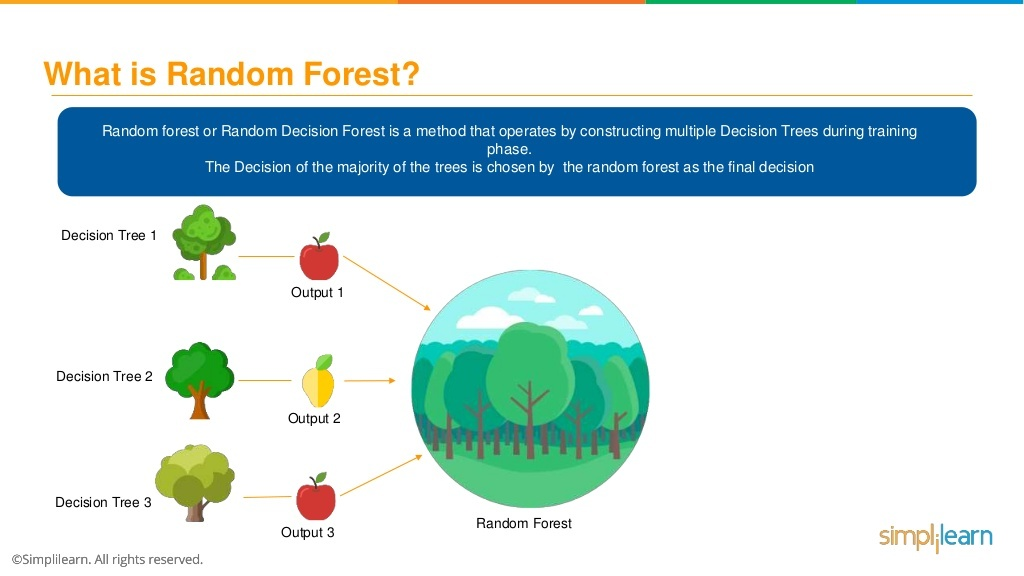 What is Random Forest?
Random forest or Random Decision Forest is a method that operates by constructing multiple Decision Trees during training
phase.
The Decision of the majority of the trees is chosen by  the random forest as the final decision
Decision Tree 1
Output 1
Decision Tree 2
Output 2
Decision Tree 3
Output 3
Random Forest
simplilearn
©Simplilearn. All rights reserved.